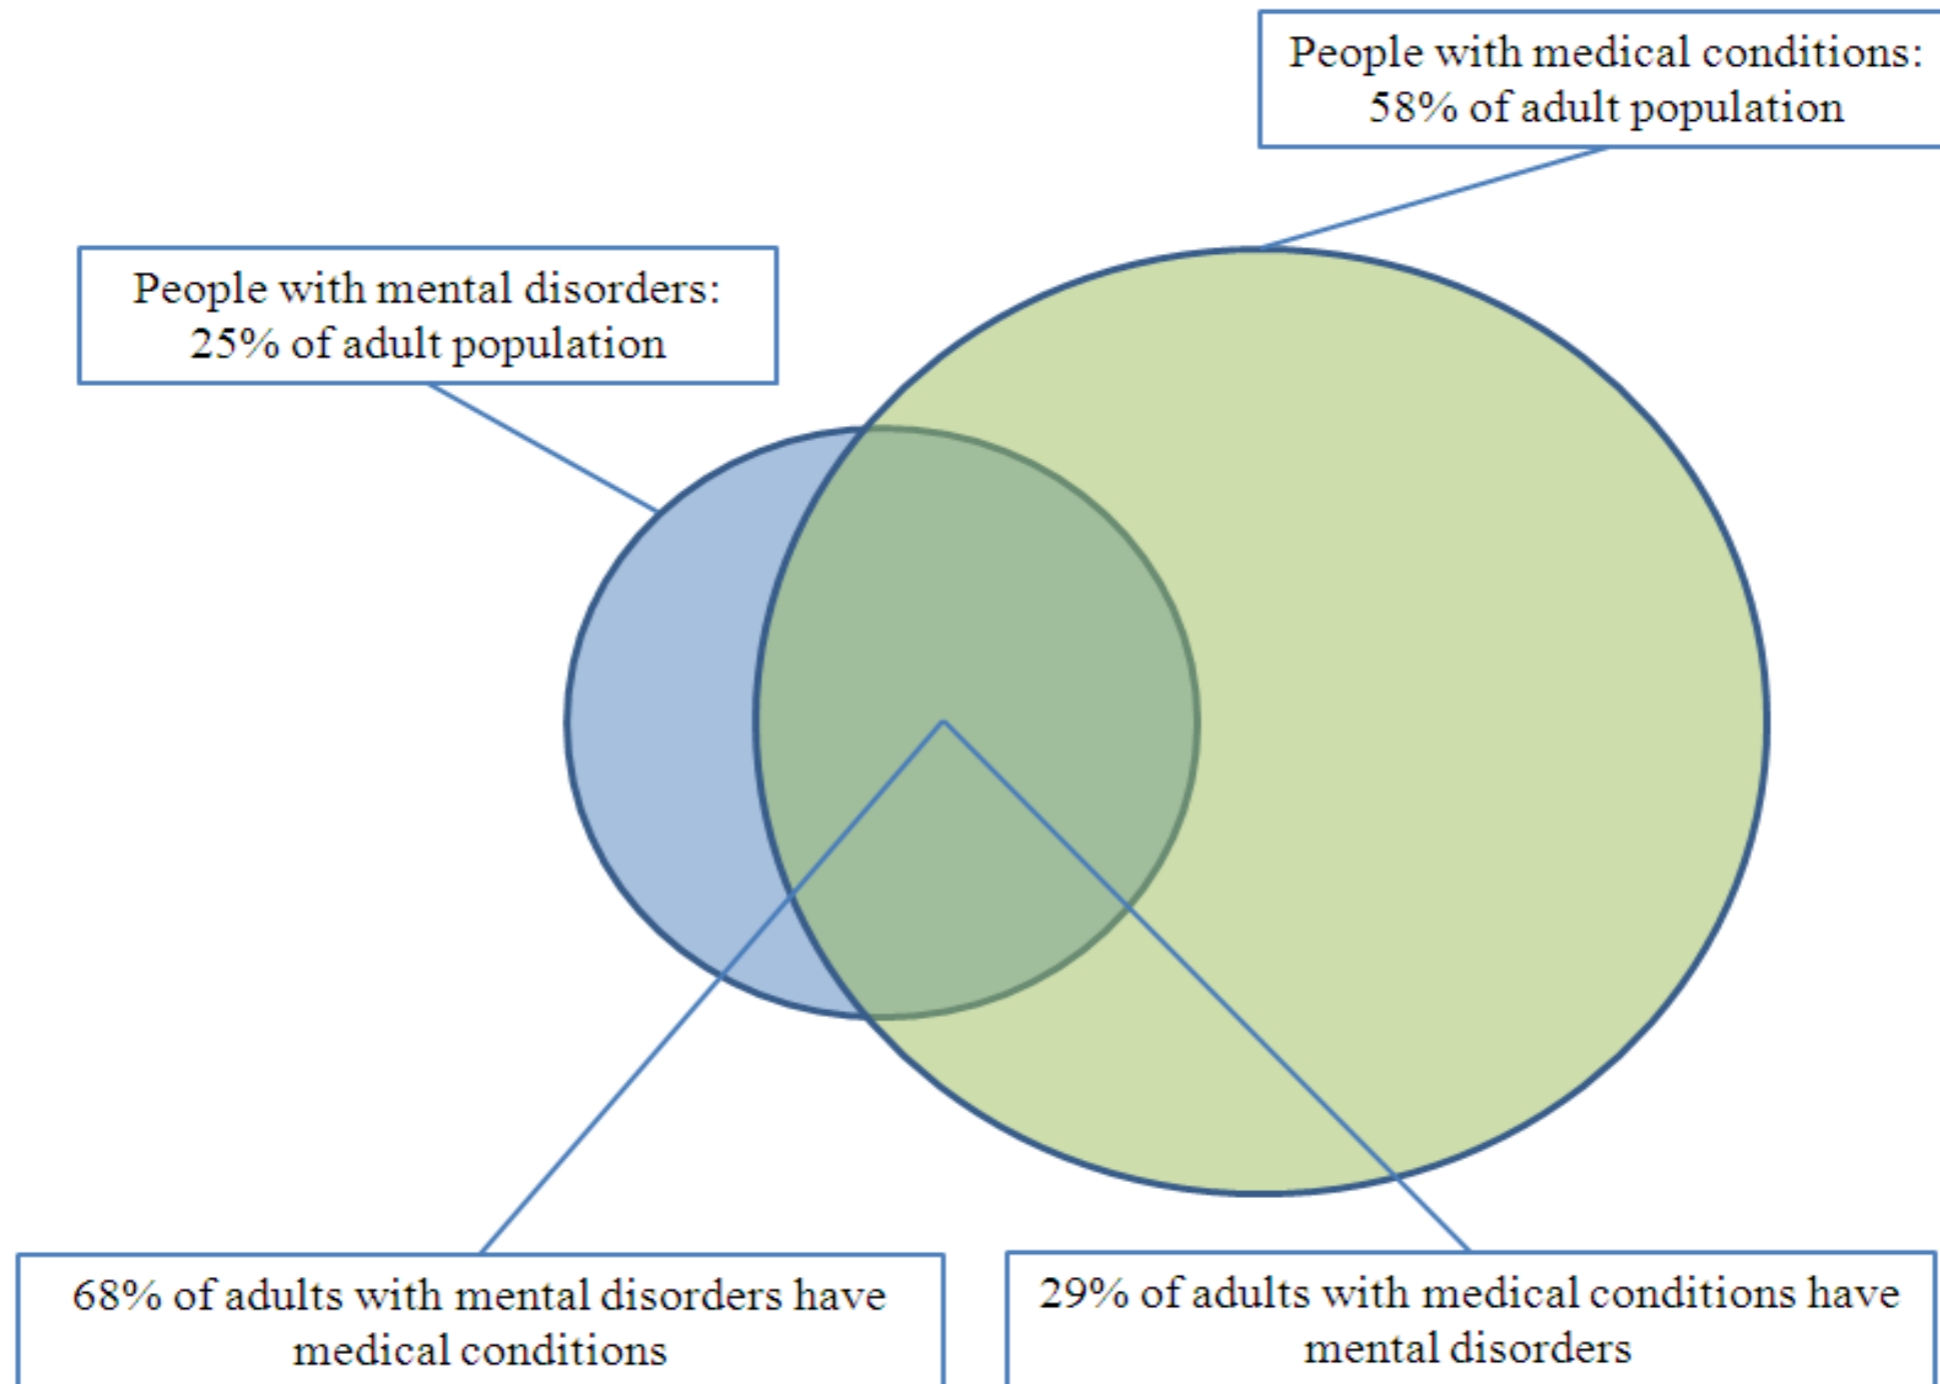 People with medical conditions:
58% of adult population
People with mental disorders:
25% of adult population
68% of adults with mental disorders have
medical conditions
29% of adults with medical conditions have
mental disorders